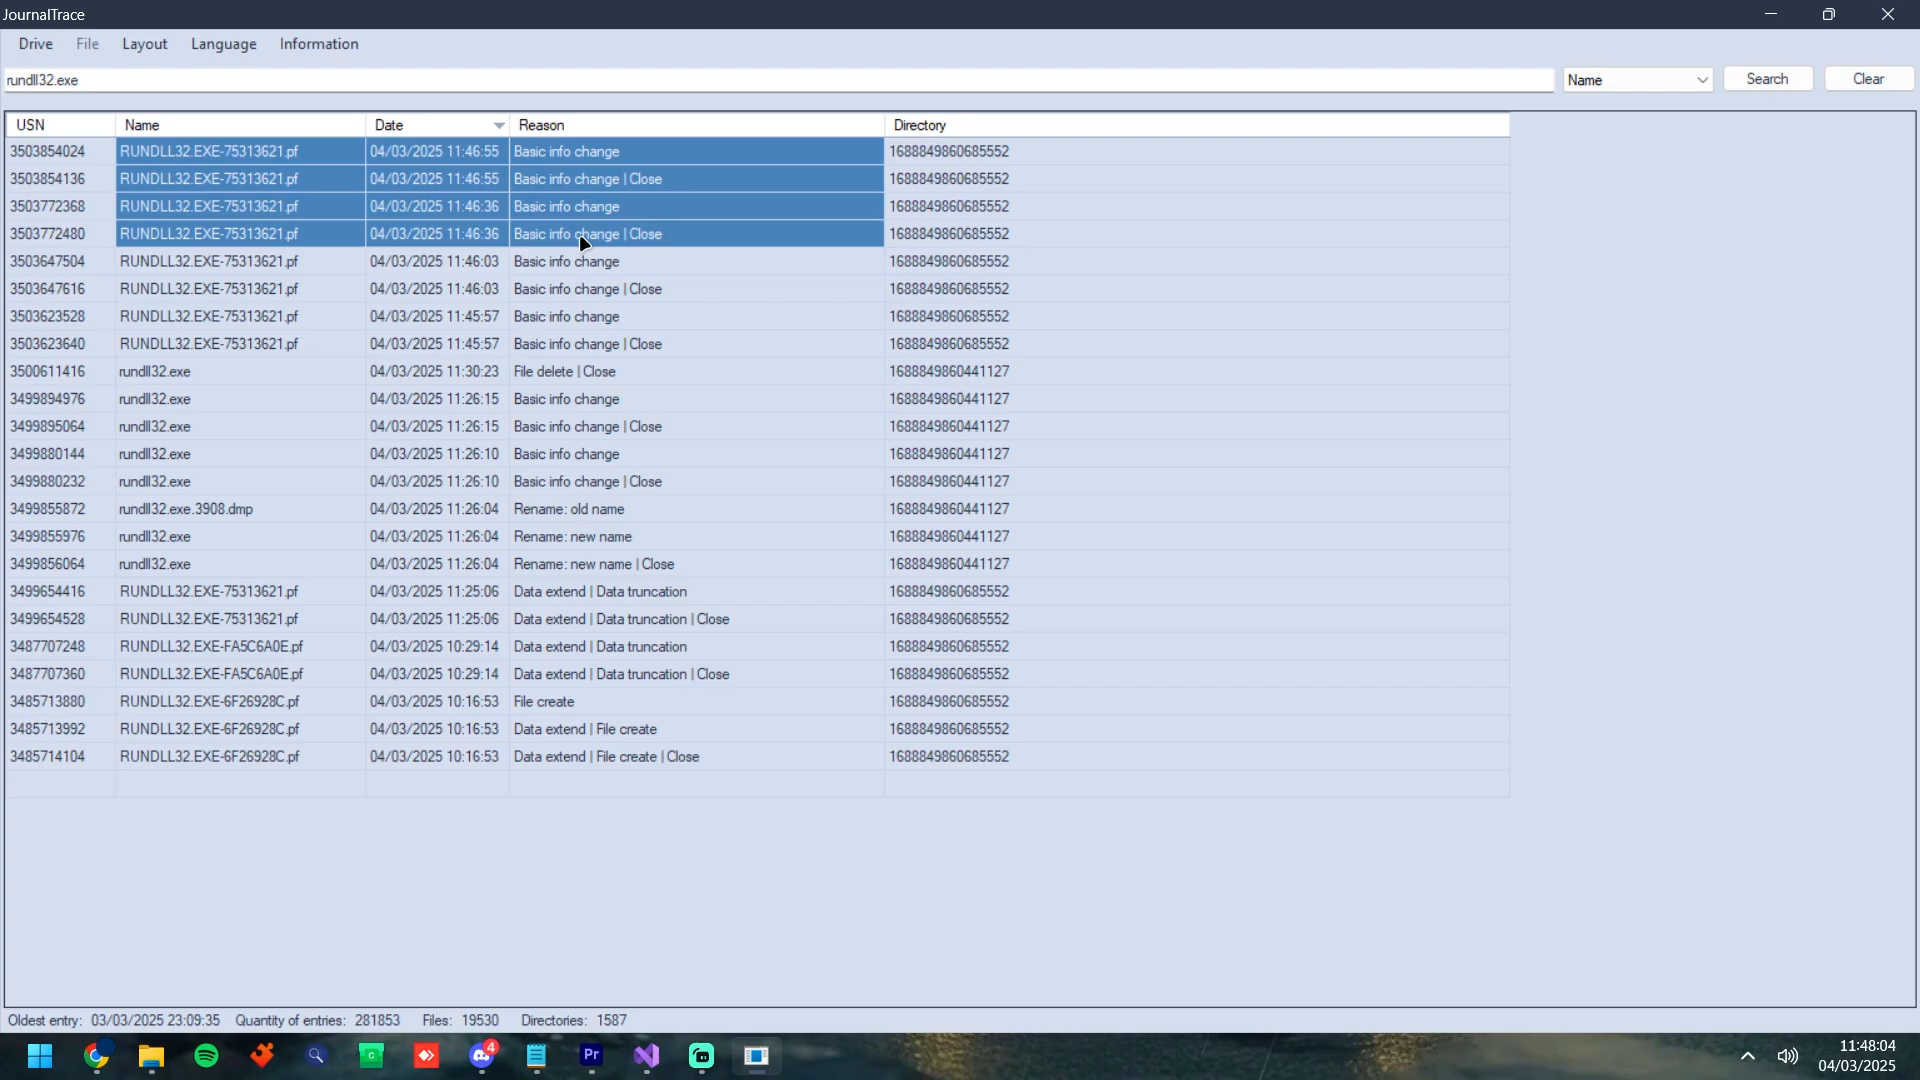 JournalTrace
Drive File Layout Language Information
rundll32.exe Name Search Clear
USN Name Date Reason Directory
3503854024 RUNDLL32.EXE-75313621.pf 04/03/2025 11:46:55 Basic info change 1688849860685552
3503854136 RUNDLL32.EXE-75313621.pf 04/03/2025 11:46:55 Basic info change | Close 1688849860685552
3503772368 RUNDLL32.EXE-75313621.pf 04/03/2025 11:46:36 Basic info change 1688849860685552
3503772480 RUNDLL32.EXE-75313621.pf 04/03/2025 11:46:36 Basic info change | Close 1688849860685552
3503647504 RUNDLL32.EXE-75313621.pf 04/03/2025 11:46:03 Basic info change 1688849860685552
3503647616 RUNDLL32.EXE-75313621.pf 04/03/2025 11:46:03 Basic info change | Close 1688849860685552
3503623528 RUNDLL32.EXE-75313621.pf 04/03/2025 11:45:57 Basic info change 1688849860685552
3503623640 RUNDLL32.EXE-75313621.pf 04/03/2025 11:45:57 Basic info change | Close 1688849860685552
3500611416 rundll32.exe 04/03/2025 11:30:23 File delete | Close 1688849860441127
3499894976 rundll32.exe 04/03/2025 11:26:15 Basic info change 1688849860441127
3499895064 rundll32.exe 04/03/2025 11:26:15 Basic info change | Close 1688849860441127
3499880144 rundll32.exe 04/03/2025 11:26:10 Basic info change 1688849860441127
3499880232 rundll32.exe 04/03/2025 11:26:10 Basic info change | Close 1688849860441127
3499855872 rundll32.exe.3908.dmp 04/03/2025 11:26:04 Rename: old name 1688849860441127
3499855976 rundll32.exe 04/03/2025 11:26:04 Rename: new name 1688849860441127
3499856064 rundll32.exe 04/03/2025 11:26:04 Rename: new name | Close 1688849860441127
3499654416 RUNDLL32.EXE-75313621.pf 04/03/2025 11:25:06 Data extend | Data truncation 1688849860685552
3499654528 RUNDLL32.EXE-75313621.pf 04/03/2025 11:25:06 Data extend | Data truncation | Close 1688849860685552
3487707248 RUNDLL32.EXE-FA5C6A0E.pf 04/03/2025 10:29:14 Data extend | Data truncation 1688849860685552
3487707360 RUNDLL32.EXE-FA5C6A0E.pf 04/03/2025 10:29:14 Data extend | Data truncation | Close 1688849860685552
3485713880 RUNDLL32.EXE-6F26928C.pf 04/03/2025 10:16:53 File create 1688849860685552
3485713992 RUNDLL32.EXE-6F26928C.pf 04/03/2025 10:16:53 Data extend | File create 1688849860685552
3485714104 RUNDLL32.EXE-6F26928C.pf 04/03/2025 10:16:53 Data extend | File create | Close 1688849860685552
Oldest entry: 03/03/2025 23:09:35 Quantity of entries: 281853 Files: 19530 Directories: 1587
C 4 Pr 11:48:04
04/03/2025